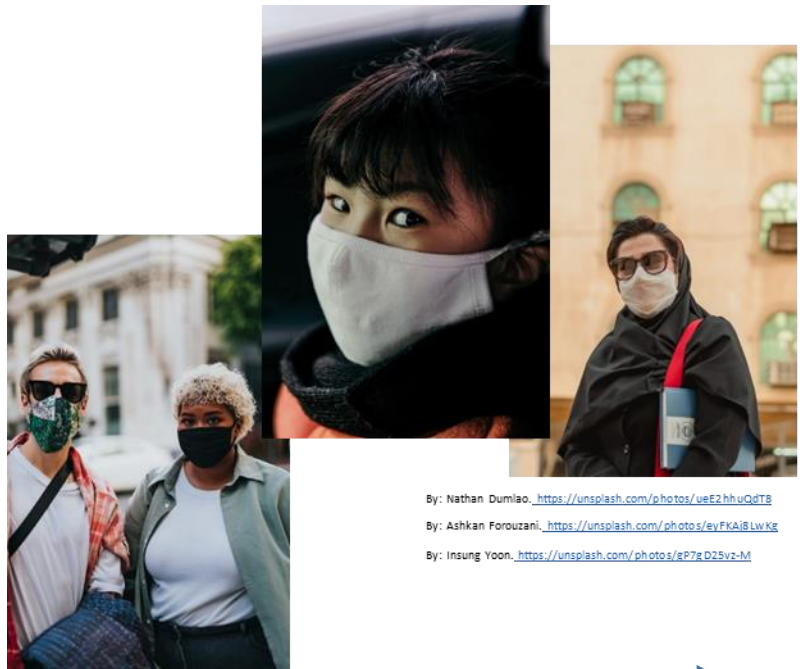 By: Nathan Dumlao. https://unsplash.com/photos/ueE2hhuQdT8
By: Ashkan Forouzani. https://unsplash.com/photos/eyFKAj8LwKg
By: Insung Yoon. https://unsplash.com/photos/gP7gD25vz-M